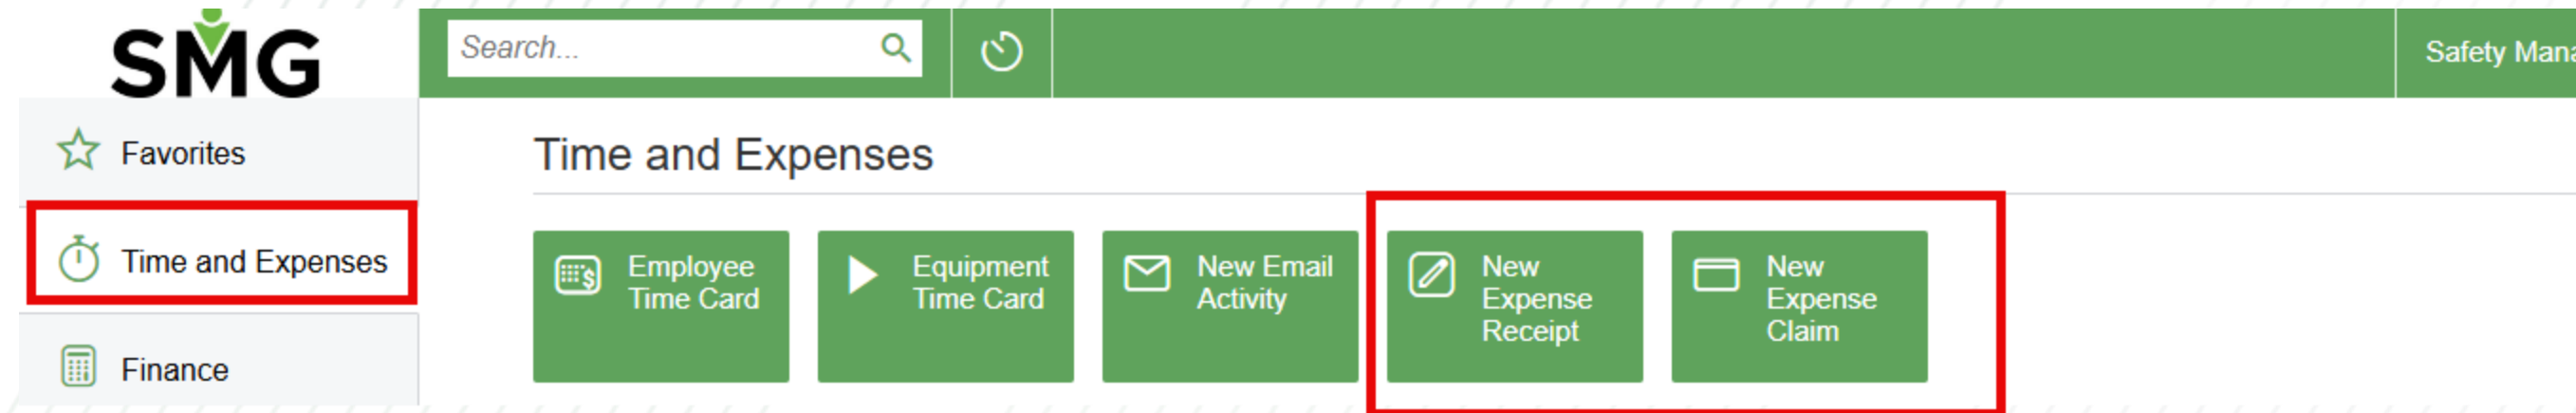 SMG
Search...
Safety Mana
Favorites
Time and Expenses
Finance
Time and Expenses
Employee
Time Card
Equipment
Time Card
New Email
Activity
New
Expense
Receipt
New
Expense
Claim